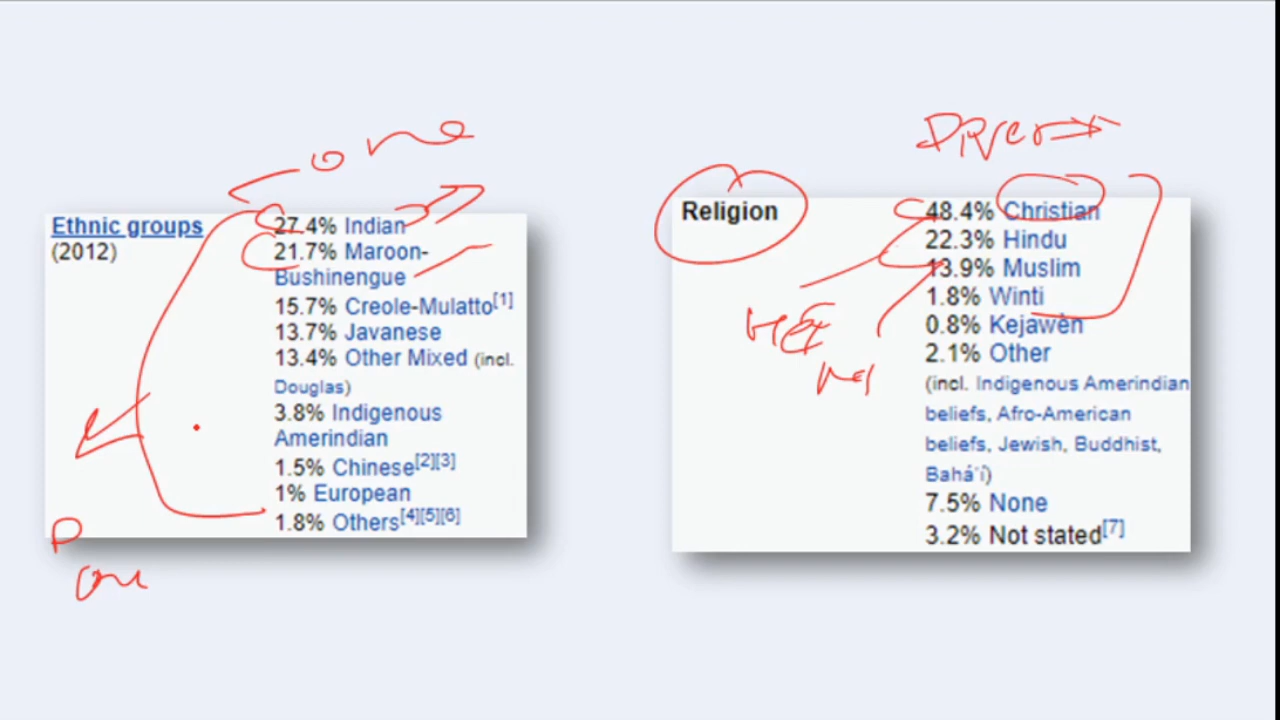 one
Ethnic groups
(2012)
27.4% Indian
21.7% Maroon-
Bushinengue
15.7% Creole-Mulatto[1]
13.7% Javanese
13.4% Other Mixed (incl.
Douglas)
3.8% Indigenous
Amerindian
1.5% Chinese[2][3]
1% European
1.8% Others[4][5][6]
Religion
48.4% Christian
22.3% Hindu
13.9% Muslim
1.8% Winti
0.8% Kejawèn
2.1% Other
(incl. Indigenous Amerindian
beliefs, Afro-American
beliefs, Jewish, Buddhist,
Bahá'í)
7.5% None
3.2% Not stated[7]